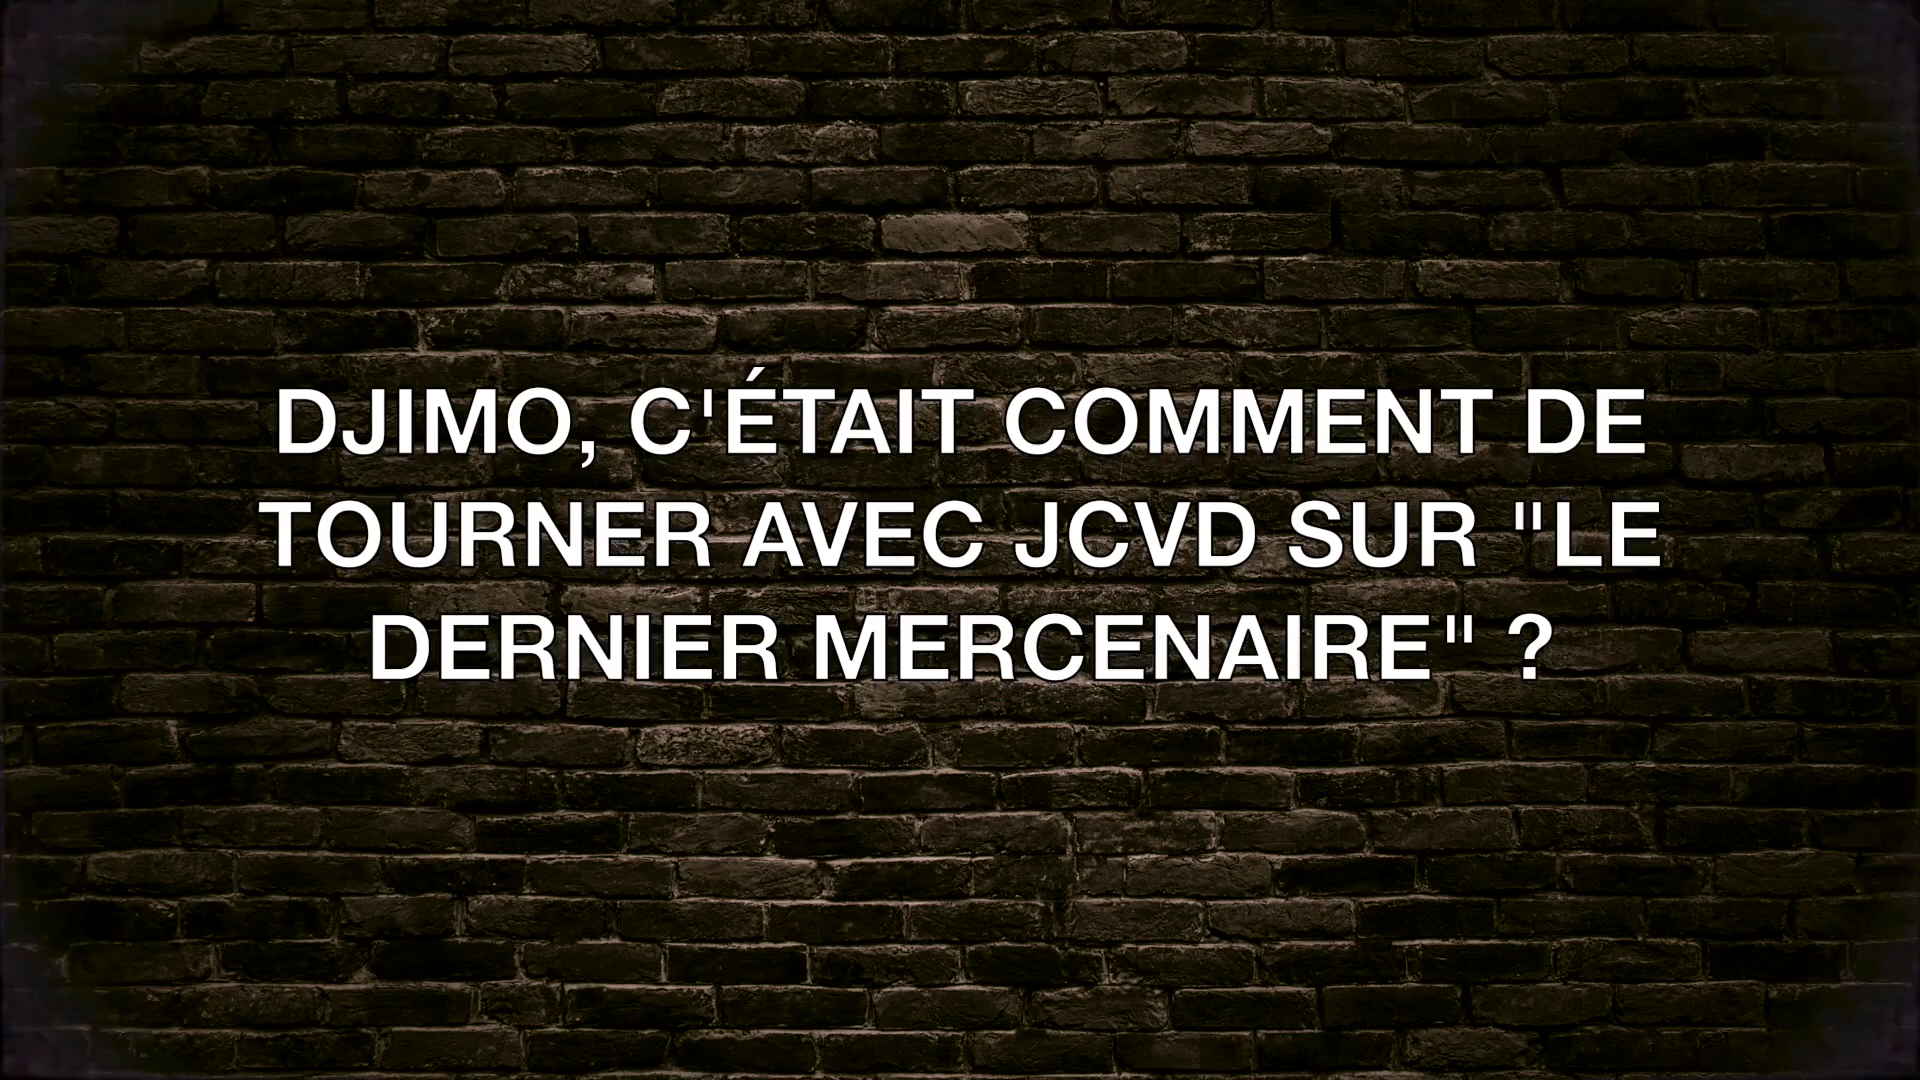 DJIMO, C'ÉTAIT COMMENT DE
TOURNER AVEC JCVD SUR "LE
DERNIER MERCENAIRE" ?